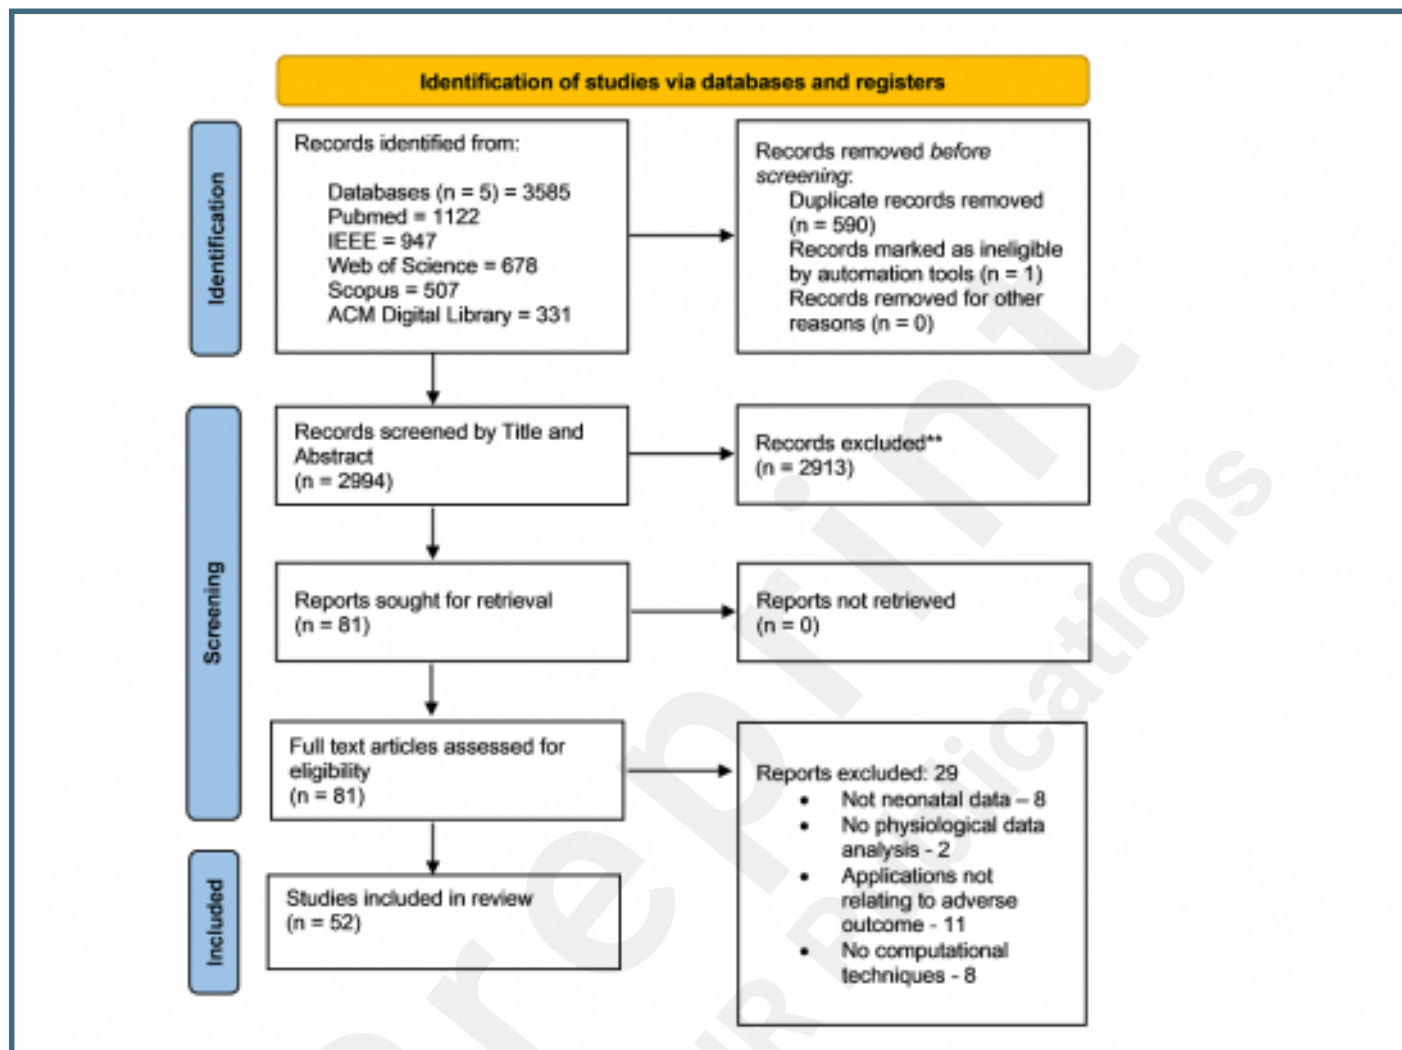 Identification of studies via databases and registers
Identification
Records identified from:
Databases (n = 5) = 3585
Pubmed = 1122
IEEE = 947
Web of Science = 678
Scopus = 507
ACM Digital Library = 331
Records removed before
screening:
Duplicate records removed
(n = 590)
Records marked as ineligible
by automation tools (n = 1)
Records removed for other
reasons (n = 0)
Screening
Records screened by Title and
Abstract
(n = 2994)
Records excluded**
(n = 2913)
Reports sought for retrieval
(n = 81)
Reports not retrieved
(n = 0)
Full text articles assessed for
eligibility
(n = 81)
Reports excluded: 29
• Not neonatal data – 8
• No physiological data
analysis - 2
• Applications not
relating to adverse
outcome - 11
• No computational
techniques - 8
Included
Studies included in review
(n = 52)
Preprint
Publications